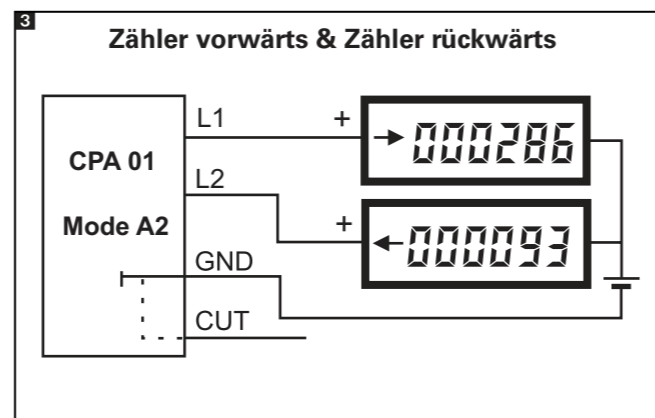 3
Zähler vorwärts & Zähler rückwärts
L1
+
000286
CPA 01
L2
Mode A2
+
000093
GND
CUT